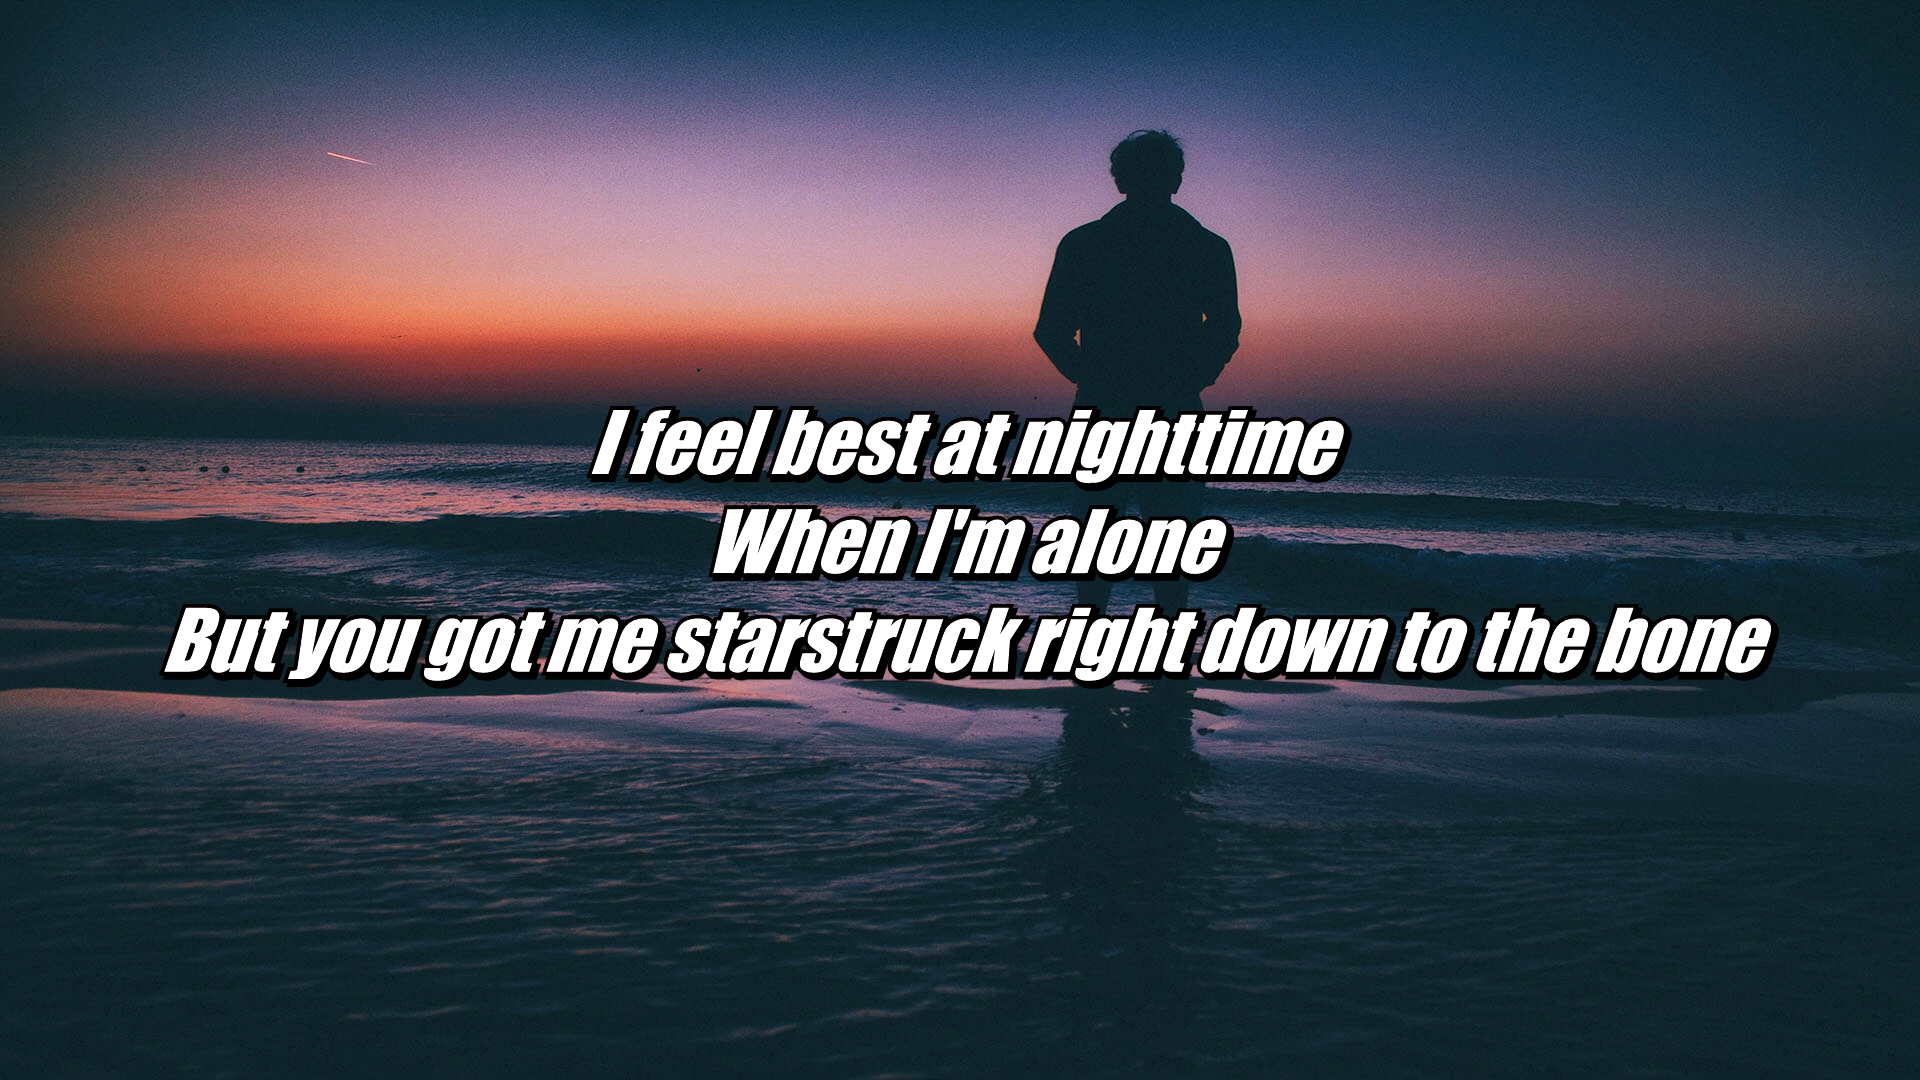 I feel best at nighttime
When I'm alone
But you got me starstruck right down to the bone